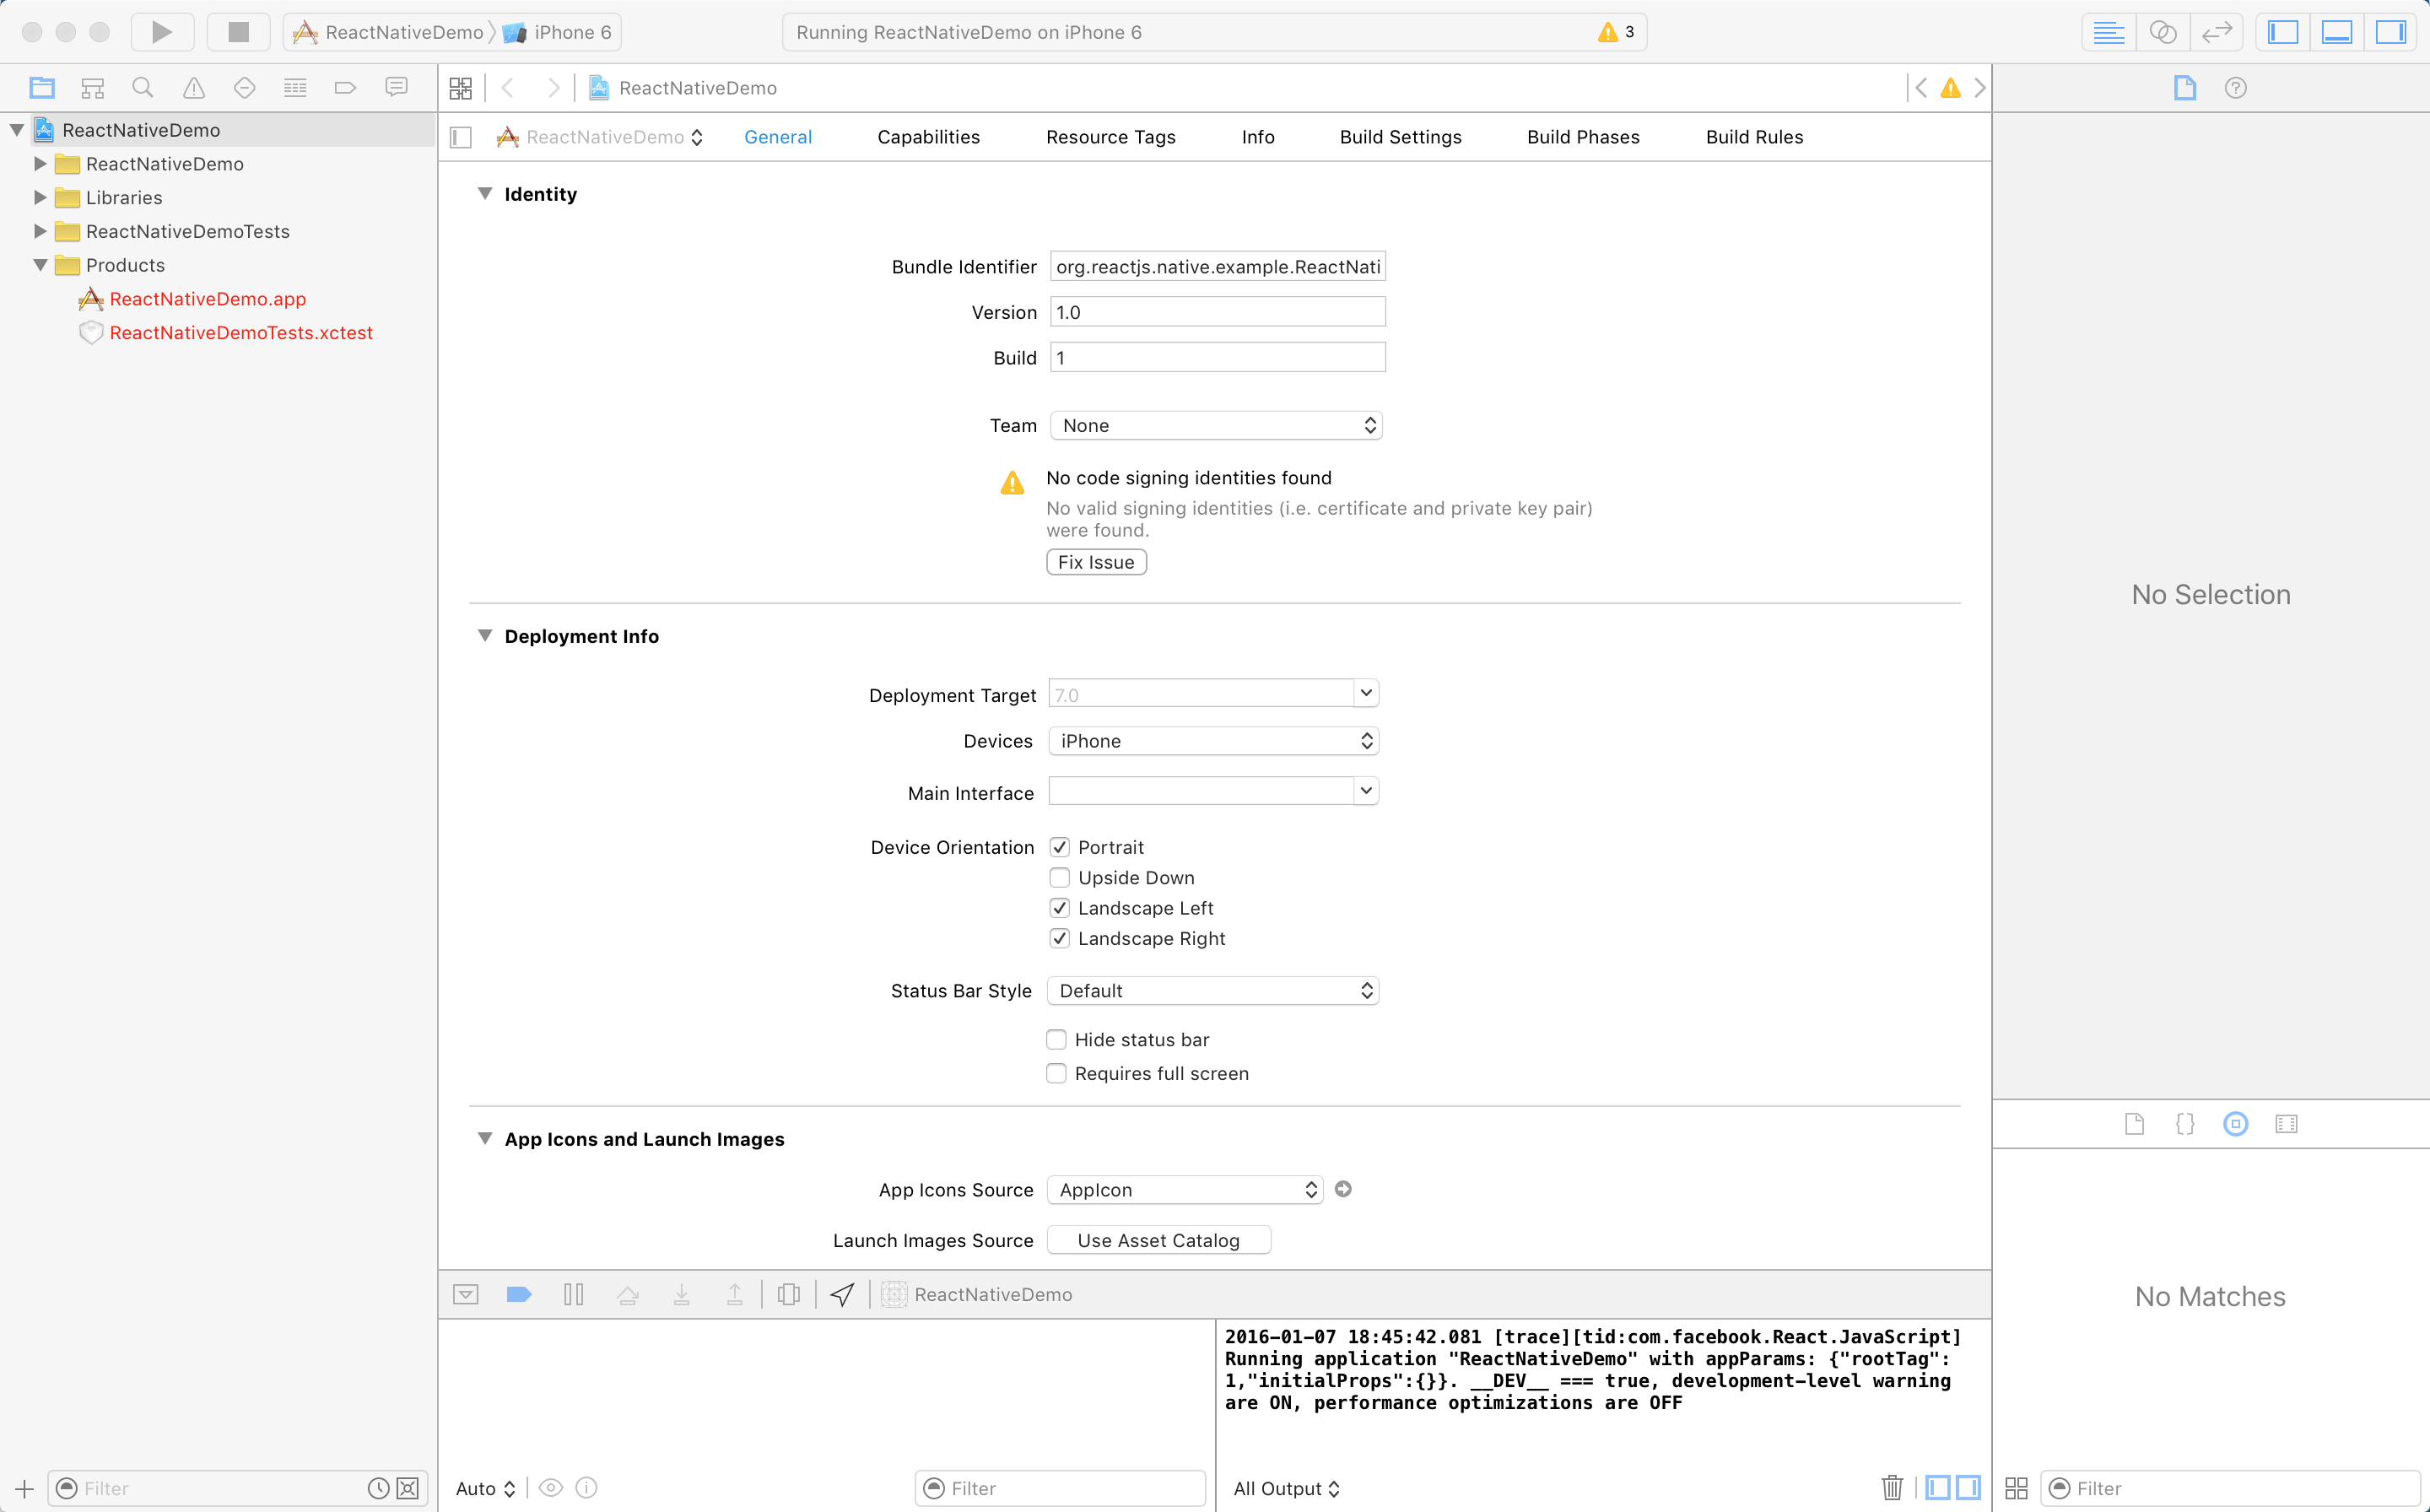 ReactNativeDemo
iPhone 6
Running ReactNativeDemo on iPhone 6
3
ReactNativeDemo
ReactNativeDemo
ReactNativeDemo
Libraries
ReactNativeDemoTests
Products
ReactNativeDemo.app
ReactNativeDemoTests.xctest
Filter
ReactNativeDemo
General
Capabilities
Resource Tags
Info
Build Settings
Build Phases
Build Rules
Identity
Bundle Identifier
org.reactjs.native.example.ReactNati
Version
1.0
Build
1
Team
None
No code signing identities found
No valid signing identities (i.e. certificate and private key pair)
were found.
Fix Issue
Deployment Info
Deployment Target
7.0
Devices
iPhone
Main Interface
Device Orientation
Portrait
Upside Down
Landscape Left
Landscape Right
Status Bar Style
Default
Hide status bar
Requires full screen
App Icons and Launch Images
App Icons Source
AppIcon
Launch Images Source
Use Asset Catalog
ReactNativeDemo
2016-01-07 18:45:42.081 [trace][tid:com.facebook.React.JavaScript]
Running application "ReactNativeDemo" with appParams: {"rootTag":
1,"initialProps":{}}. __DEV__ === true, development-level warning
are ON, performance optimizations are OFF
Auto
Filter
All Output
No Selection
No Matches
Filter